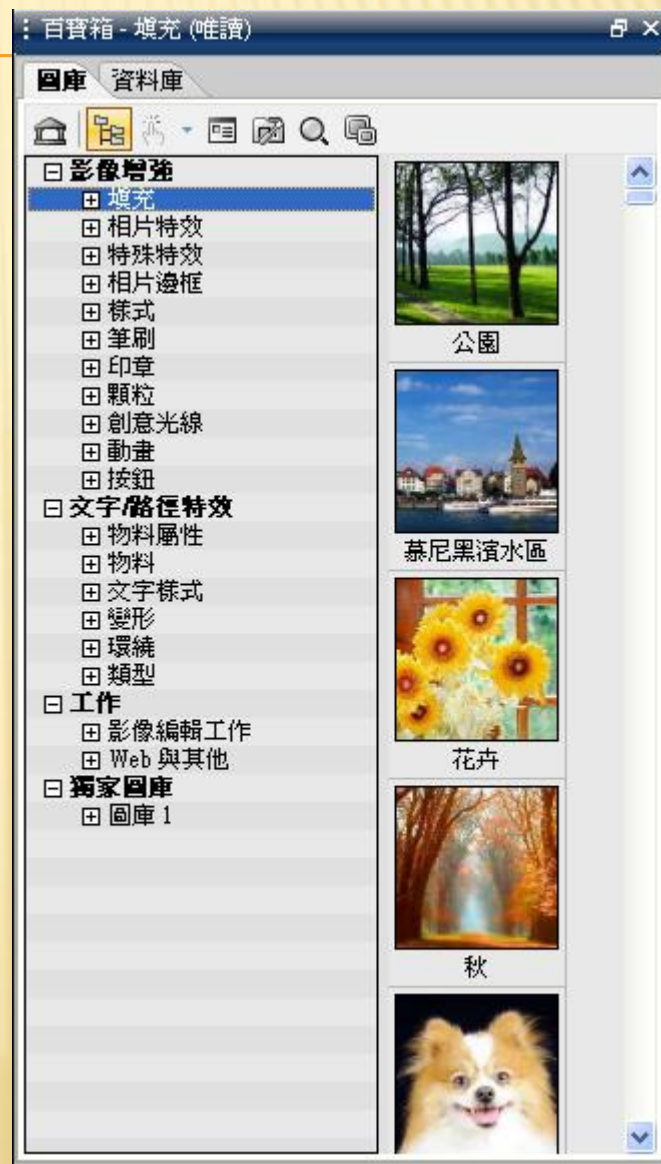 百寶箱 - 填充 (唯讀)
圖庫 資料庫
影像增強
填充
相片特效
特殊特效
相片邊框
樣式
筆刷
印章
顆粒
創意光線
動畫
按鈕
文字/路徑特效
物料屬性
物料
文字樣式
變形
環繞
類型
工作
影像編輯工作
Web 與其他
獨家圖庫
圖庫 1
公園
慕尼黑濱水區
花卉
秋